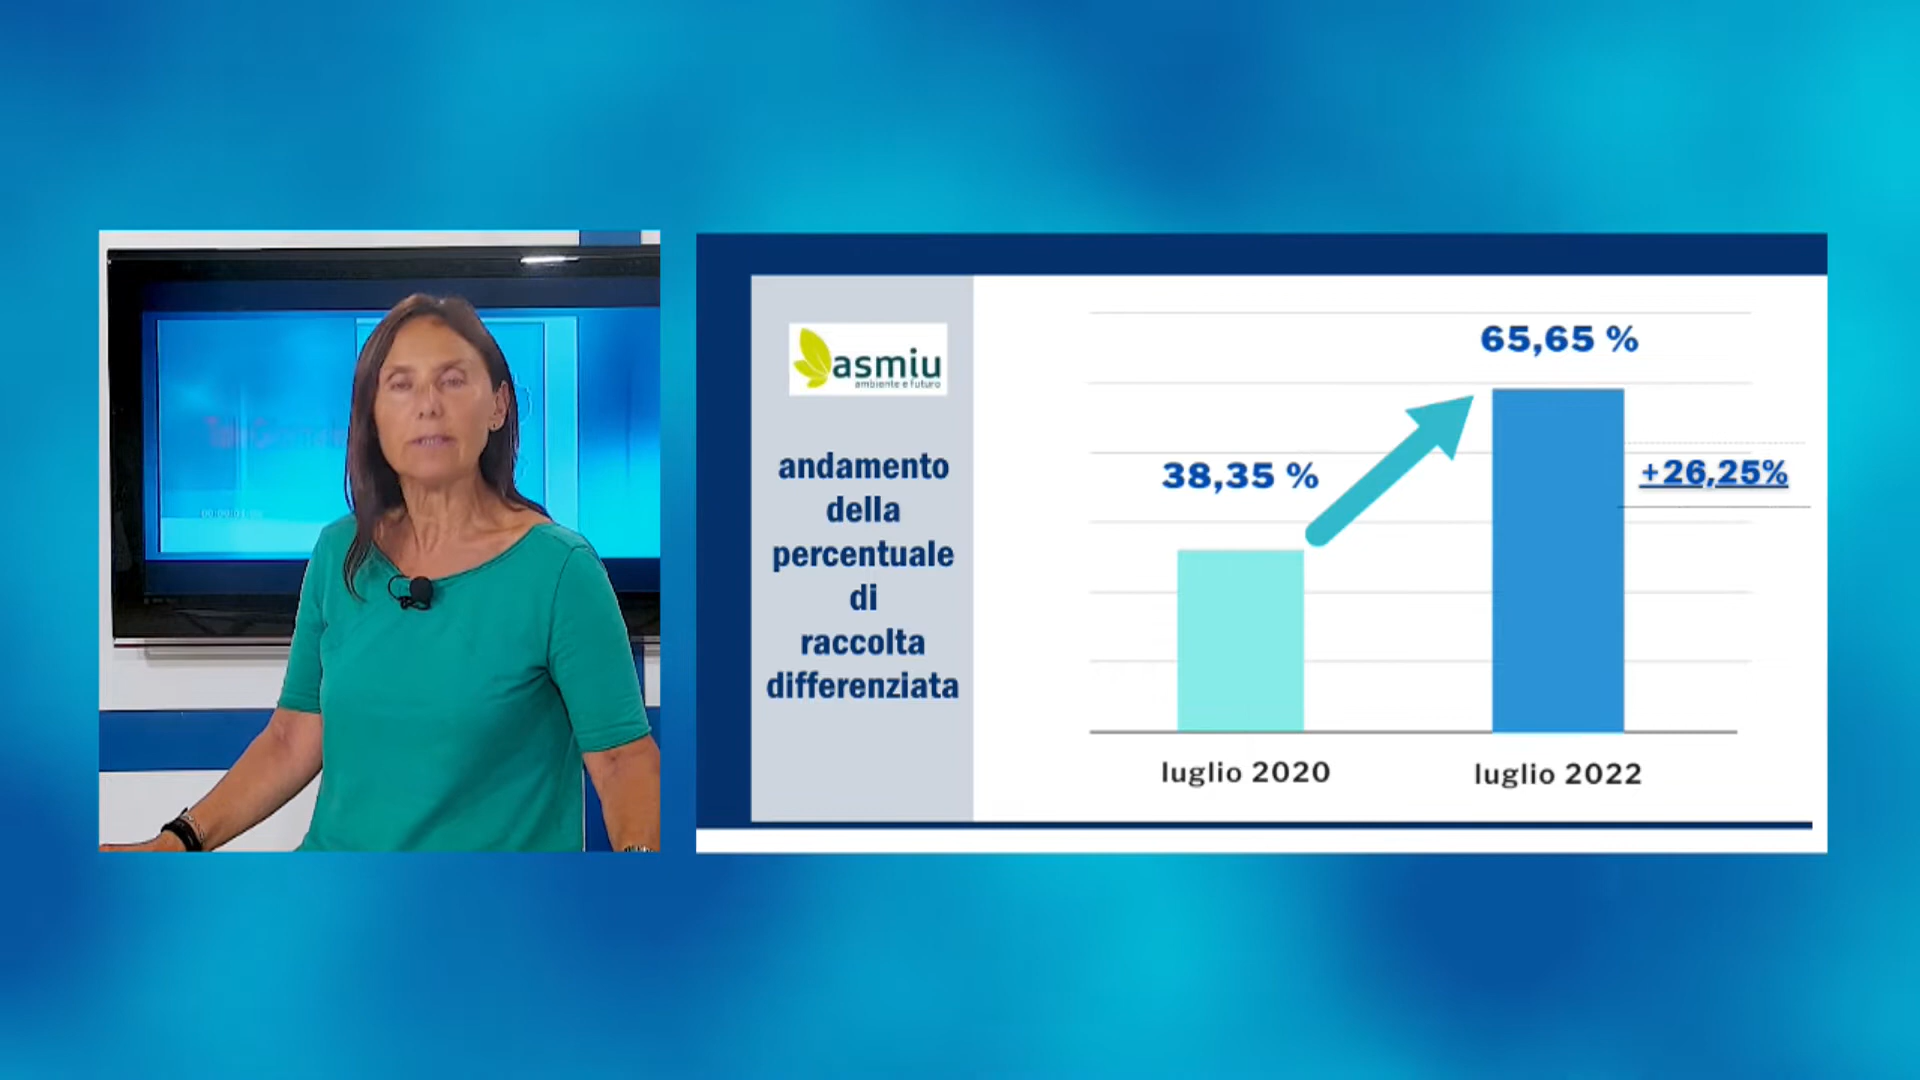 asmiu
ambiente e futuro
andamento
della
percentuale
di
raccolta
differenziata
65,65 %
38,35 %
+26,25%
luglio 2020
luglio 2022